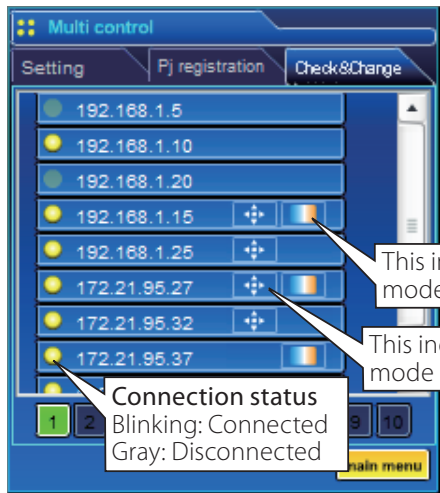 Multi control
Setting Pj registration Check&Change
192.168.1.5
192.168.1.10
192.168.1.20
192.168.1.15
192.168.1.25
172.21.95.27
172.21.95.32
172.21.95.37
This
mode
This
mode
Connection status
Blinking: Connected
Gray: Disconnected
1 2 9 10
main menu